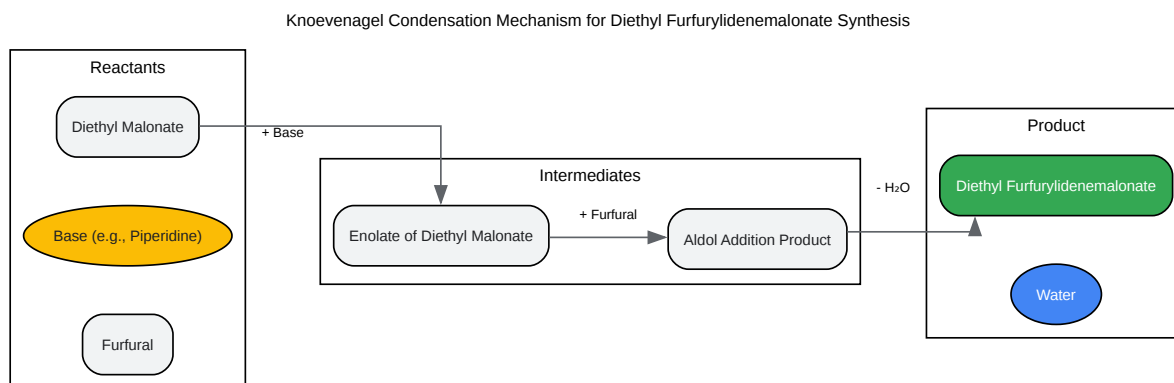 Knoevenagel Condensation Mechanism for Diethyl Furfurylidenemalonate Synthesis
Reactants
Diethyl Malonate
+ Base
Base (e.g., Piperidine)
Furfural
Intermediates
Enolate of Diethyl Malonate
+ Furfural
Aldol Addition Product
- H₂O
Product
Diethyl Furfurylidenemalonate
Water